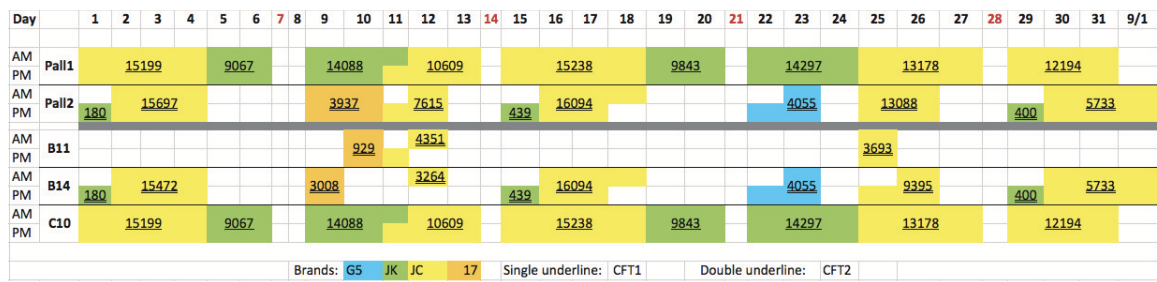 Day 1 2 3 4 5 6 7 8 9 10 11 12 13 14 15 16 17 18 19 20 21 22 23 24 25 26 27 28 29 30 31 9/1
AM
Pall1 15199 9067 14088 10609 15238 9843 14297 13178 12194
PM
AM
Pall2 15697 3937 7615 16094 4055 13088 5733
PM 180 439 400
AM 4351
B11 929 3693
PM
AM 3264
B14 15472 3008 16094 4055 9395 5733
PM 180 439 400
AM
C10 15199 9067 14088 10609 15238 9843 14297 13178 12194
PM
Brands: G5 JK JC 17 Single underline: CFT1 Double underline: CFT2